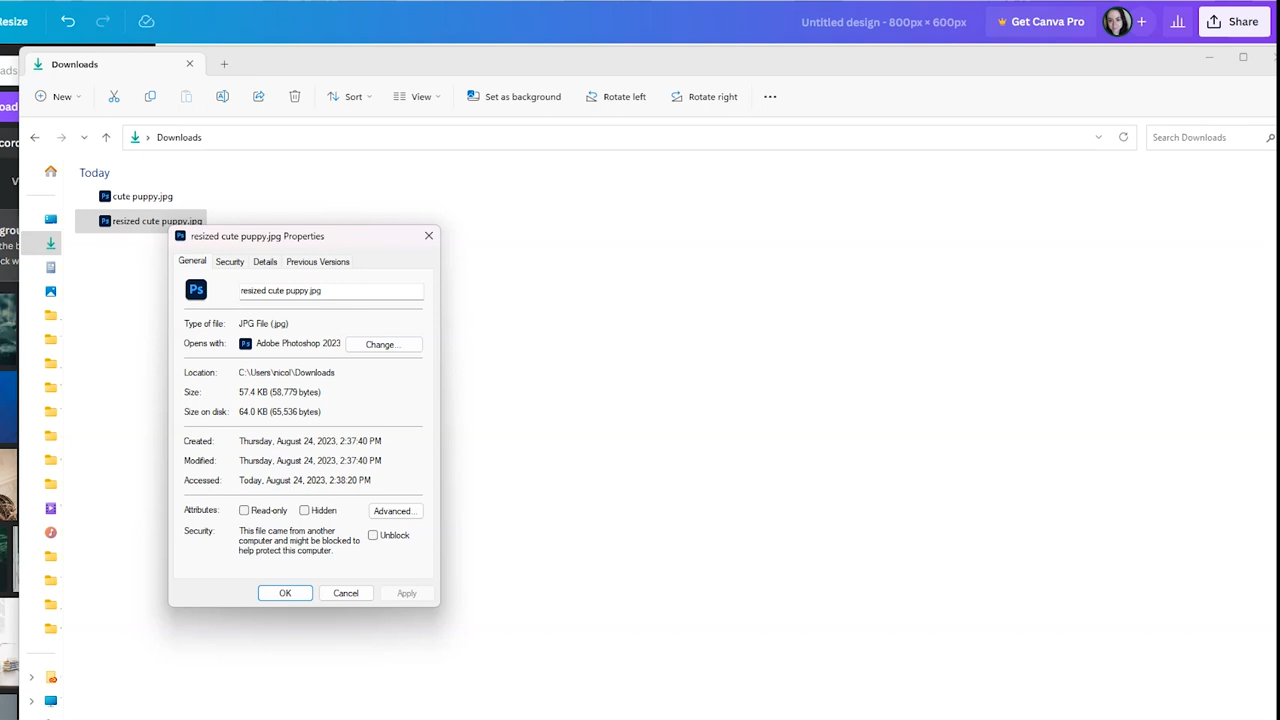 Resize
Untitled design - 800px × 600px
Get Canva Pro
Share
Downloads
New
Sort
View
Set as background
Rotate left
Rotate right
Downloads
Search Downloads
Today
Ps cute puppy.jpg
Ps resized cute puppy.jpg
Ps resized cute puppy.jpg Properties
General Security Details Previous Versions
Ps resized cute puppy.jpg
Type of file: JPG File (.jpg)
Opens with: Ps Adobe Photoshop 2023 Change...
Location: C:\Users\nicol\Downloads
Size: 57.4 KB (58,779 bytes)
Size on disk: 64.0 KB (65,536 bytes)
Created: Thursday, August 24, 2023, 2:37:40 PM
Modified: Thursday, August 24, 2023, 2:37:40 PM
Accessed: Today, August 24, 2023, 2:38:20 PM
Attributes: Read-only Hidden Advanced...
Security: This file came from another
computer and might be blocked to
help protect this computer.
Unblock
OK Cancel Apply